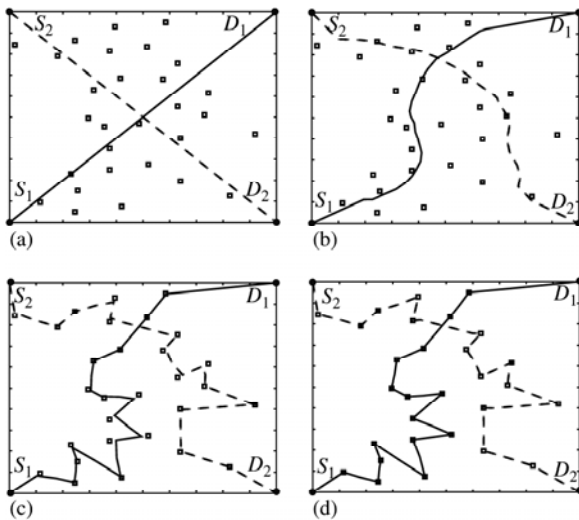 S₂ D₁
S₁ D₂
(a)
S₂ D₁
S₁ D₂
(b)
S₂ D₁
S₁ D₂
(c)
S₂ D₁
S₁ D₂
(d)